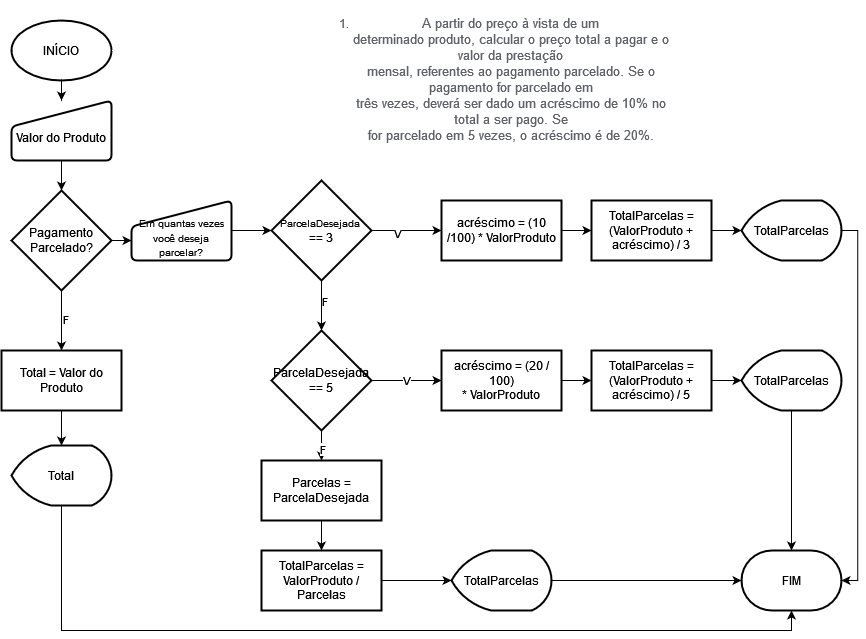 INÍCIO
1. A partir do preço à vista de um
determinado produto, calcular o preço total a pagar e o
valor da prestação
mensal, referentes ao pagamento parcelado. Se o
pagamento for parcelado em
três vezes, deverá ser dado um acréscimo de 10% no
total a ser pago. Se
for parcelado em 5 vezes, o acréscimo é de 20%.
Valor do Produto
Pagamento
Parcelado?
Em quantas vezes
você deseja
parcelar?
ParcelaDesejada
== 3
V
acréscimo = (10
/100) * ValorProduto
TotalParcelas =
(ValorProduto +
acréscimo) / 3
TotalParcelas
F
F
Total = Valor do
Produto
ParcelaDesejada
== 5
V
acréscimo = (20 /
100)
* ValorProduto
TotalParcelas =
(ValorProduto +
acréscimo) / 5
TotalParcelas
F
Total
Parcelas =
ParcelaDesejada
TotalParcelas =
ValorProduto /
Parcelas
TotalParcelas
FIM